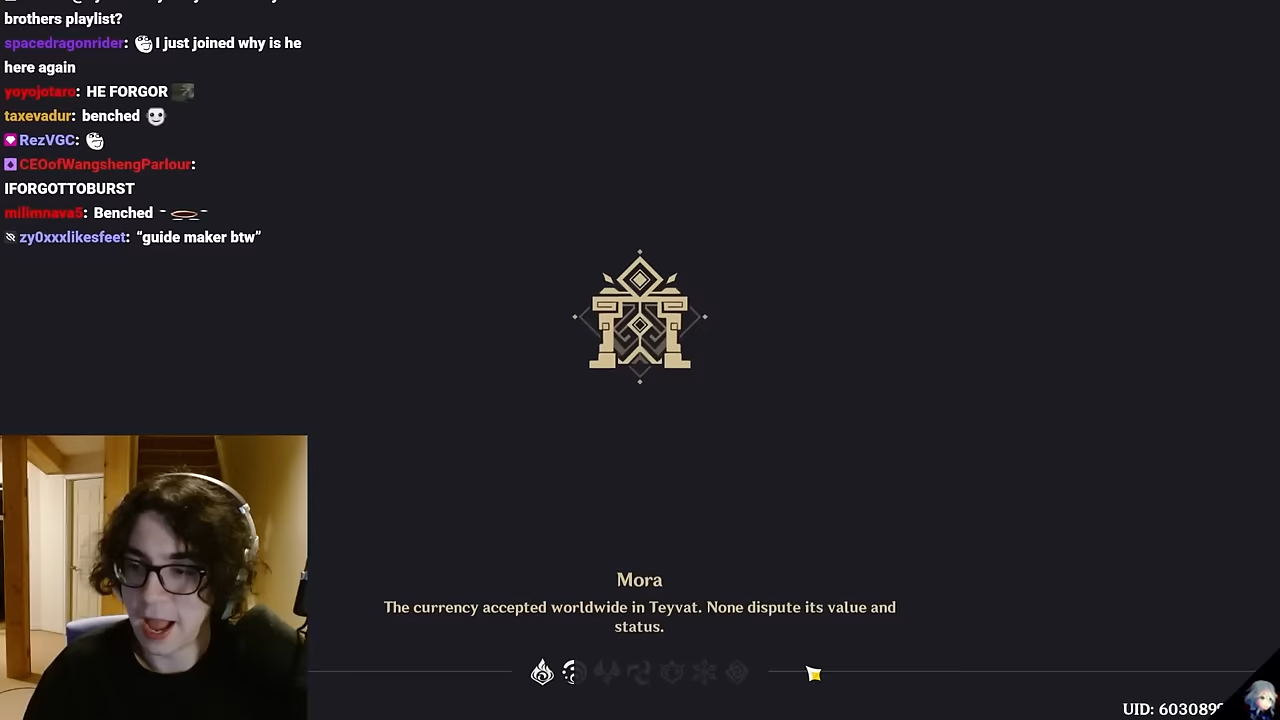 brothers playlist?
spacedragonrider: I just joined why is he
here again
yoyojotaro: HE FORGOR
taxevadur: benched
RezVGC:
CEOofWangshengParlour:
IFORGOTTOBURST
milimnava5: Benched
zy0xxxlikesfeet: “guide maker btw”
Mora
The currency accepted worldwide in Teyvat. None dispute its value and
status.
UID: 6030899